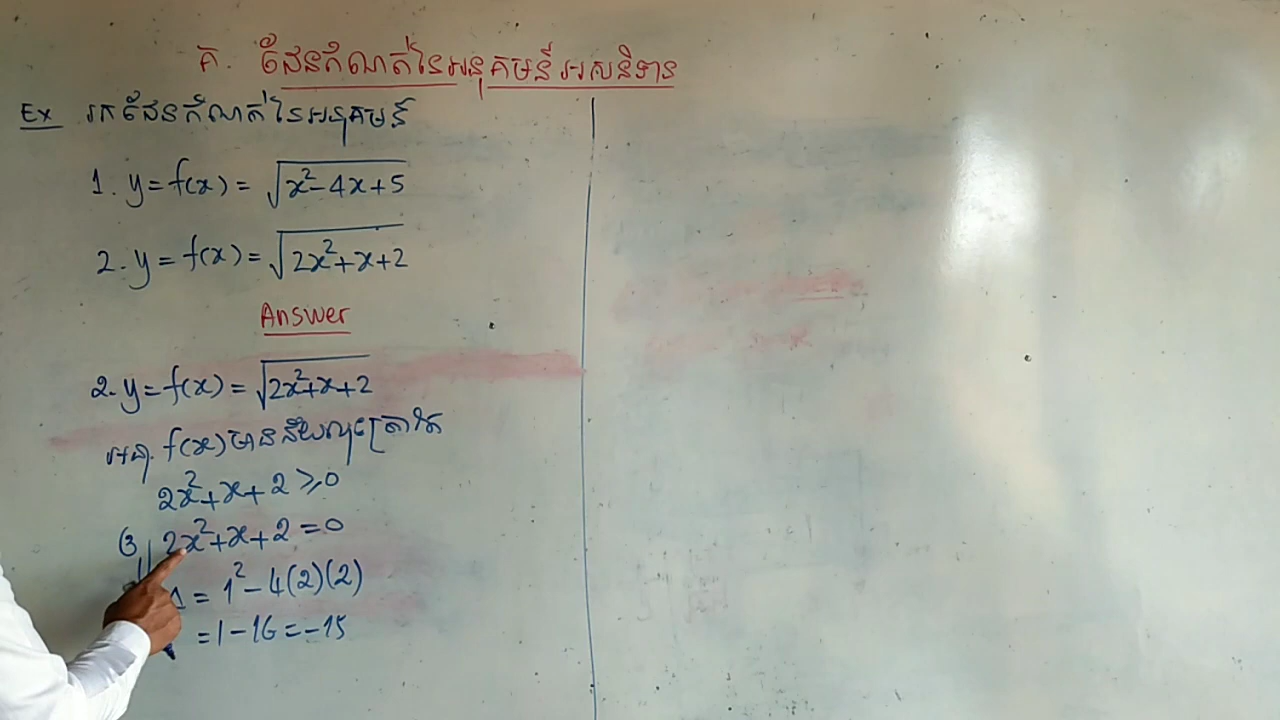 គ. ដែនកំណត់នៃអនុគមន៍អសនិទាន
Ex រកដែនកំណត់នៃអនុគមន៍
1. y=f(x) = √(x²-4x+5)
2. y=f(x)=√(2x²+x+2)
Answer
2. y=f(x)=√(2x²+x+2)
អនុ. f(x) មានន័យលុះត្រាតែ
2x²+x+2 ≥ 0
2x²+x+2 = 0
= 1² - 4(2)(2)
= 1-16 = -15